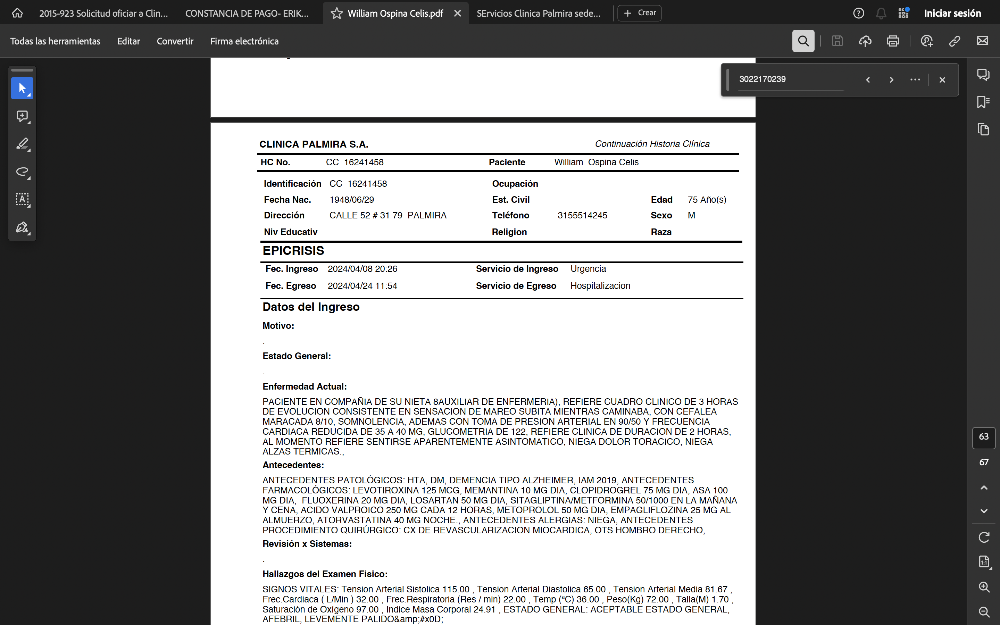 2015-923 Solicitud oficiar a Clin... CONSTANCIA DE PAGO- ERIK... William Ospina Celis.pdf SErvicios Clinica Palmira sede... + Crear Iniciar sesión
Todas las herramientas Editar Convertir Firma electrónica
3022170239
CLINICA PALMIRA S.A. Continuación Historia Clínica
HC No. CC 16241458 Paciente William Ospina Celis
Identificación CC 16241458 Ocupación
Fecha Nac. 1948/06/29 Est. Civil Edad 75 Año(s)
Dirección CALLE 52 # 31 79 PALMIRA Teléfono 3155514245 Sexo M
Niv Educativ Religion Raza
EPICRISIS
Fec. Ingreso 2024/04/08 20:26 Servicio de Ingreso Urgencia
Fec. Egreso 2024/04/24 11:54 Servicio de Egreso Hospitalizacion
Datos del Ingreso
Motivo:
.
Estado General:
.
Enfermedad Actual:
PACIENTE EN COMPAÑIA DE SU NIETA 8AUXILIAR DE ENFERMERIA), REFIERE CUADRO CLINICO DE 3 HORAS
DE EVOLUCION CONSISTENTE EN SENSACION DE MAREO SUBITA MIENTRAS CAMINABA, CON CEFALEA
MARACADA 8/10, SOMNOLENCIA, ADEMAS CON TOMA DE PRESION ARTERIAL EN 90/50 Y FRECUENCIA
CARDIACA REDUCIDA DE 35 A 40 MG, GLUCOMETRIA DE 122, REFIERE CLINICA DE DURACION DE 2 HORAS,
AL MOMENTO REFIERE SENTIRSE APARENTEMENTE ASINTOMATICO, NIEGA DOLOR TORACICO, NIEGA
ALZAS TERMICAS.,
Antecedentes:
ANTECEDENTES PATOLÓGICOS: HTA, DM, DEMENCIA TIPO ALZHEIMER, IAM 2019, ANTECEDENTES
FARMACOLÓGICOS: LEVOTIROXINA 125 MCG, MEMANTINA 10 MG DIA, CLOPIDROGREL 75 MG DIA, ASA 100
MG DIA, FLUOXERINA 20 MG DIA, LOSARTAN 50 MG DIA, SITAGLIPTINA/METFORMINA 50/1000 EN LA MAÑANA
Y CENA, ACIDO VALPROICO 250 MG CADA 12 HORAS, METOPROLOL 50 MG DIA, EMPAGLIFLOZINA 25 MG AL
ALMUERZO, ATORVASTATINA 40 MG NOCHE., ANTECEDENTES ALERGIAS: NIEGA, ANTECEDENTES
PROCEDIMIENTO QUIRÚRGICO: CX DE REVASCULARIZACION MIOCARDICA, OTS HOMBRO DERECHO,
Revisión x Sistemas:
.
Hallazgos del Examen Fisico:
SIGNOS VITALES: Tension Arterial Sistolica 115.00 , Tension Arterial Diastolica 65.00 , Tension Arterial Media 81.67 ,
Frec.Cardiaca ( L/Min ) 32.00 , Frec.Respiratoria (Res / min) 22.00 , Temp (ªC) 36.00 , Peso(Kg) 72.00 , Talla(M) 1.70 ,
Saturación de Oxígeno 97.00 , Indice Masa Corporal 24.91 , ESTADO GENERAL: ACEPTABLE ESTADO GENERAL,
AFEBRIL, LEVEMENTE PALIDO&amp;#x0D;
63
67
1:1